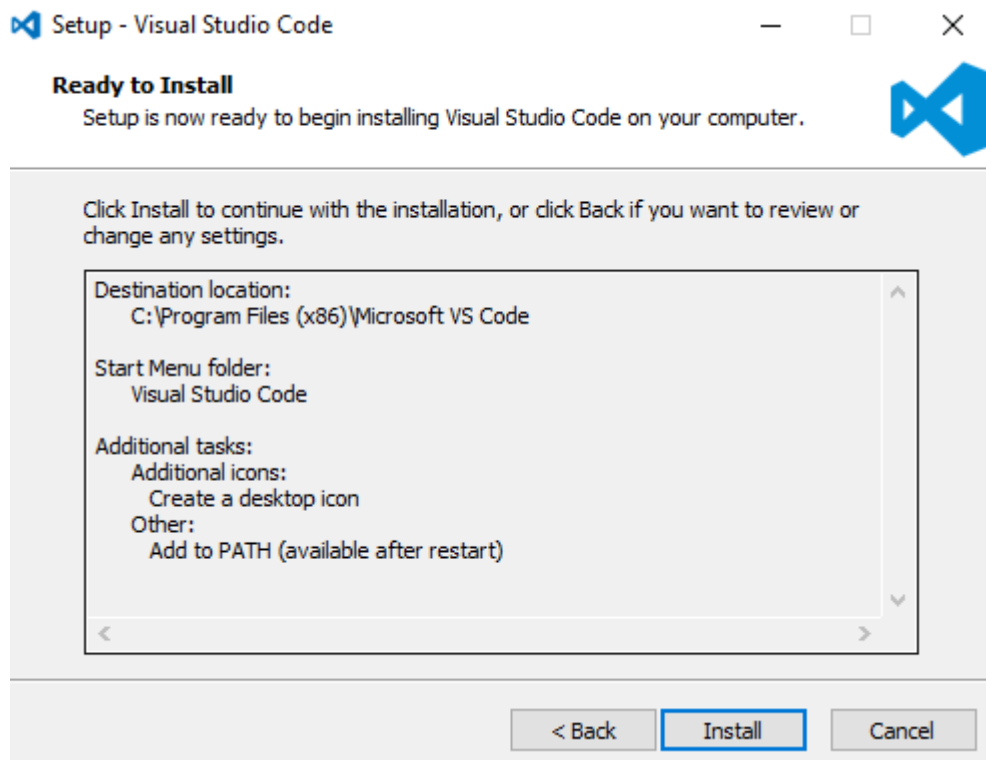 Setup - Visual Studio Code
Ready to Install
Setup is now ready to begin installing Visual Studio Code on your computer.
Click Install to continue with the installation, or click Back if you want to review or
change any settings.
Destination location:
C:\Program Files (x86)\Microsoft VS Code
Start Menu folder:
Visual Studio Code
Additional tasks:
Additional icons:
Create a desktop icon
Other:
Add to PATH (available after restart)
< Back Install Cancel